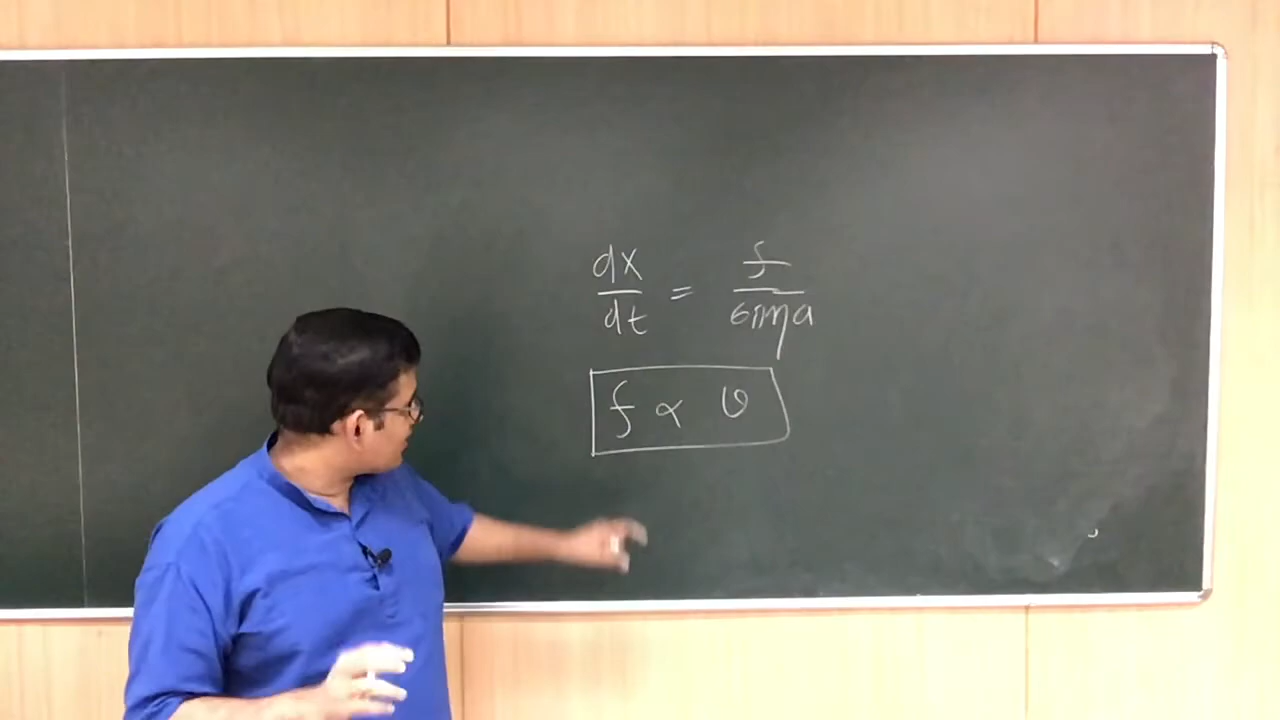 dx/dt = f/6πηa
f ∝ v